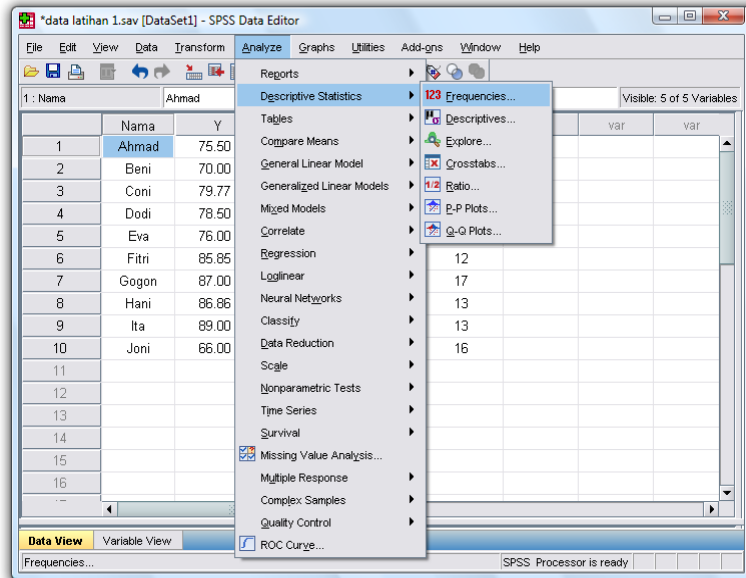 *data latihan 1.sav [DataSet1] - SPSS Data Editor
File Edit View Data Transform Analyze Graphs Utilities Add-ons Window Help
1 : Nama Ahmad Visible: 5 of 5 Variables
Nama Y var var
1 Ahmad 75.50
2 Beni 70.00
3 Coni 79.77
4 Dodi 78.50
5 Eva 76.00
6 Fitri 85.85 12
7 Gogon 87.00 17
8 Hani 86.86 13
9 Ita 89.00 13
10 Joni 66.00 16
11
12
13
14
15
16
Reports
Descriptive Statistics
Tables
Compare Means
General Linear Model
Generalized Linear Models
Mixed Models
Correlate
Regression
Loglinear
Neural Networks
Classify
Data Reduction
Scale
Nonparametric Tests
Time Series
Survival
Missing Value Analysis...
Multiple Response
Complex Samples
Quality Control
ROC Curve...
123 Frequencies...
Descriptives...
Explore...
Crosstabs...
1/2 Ratio...
P-P Plots...
Q-Q Plots...
Data View Variable View
Frequencies... SPSS Processor is ready